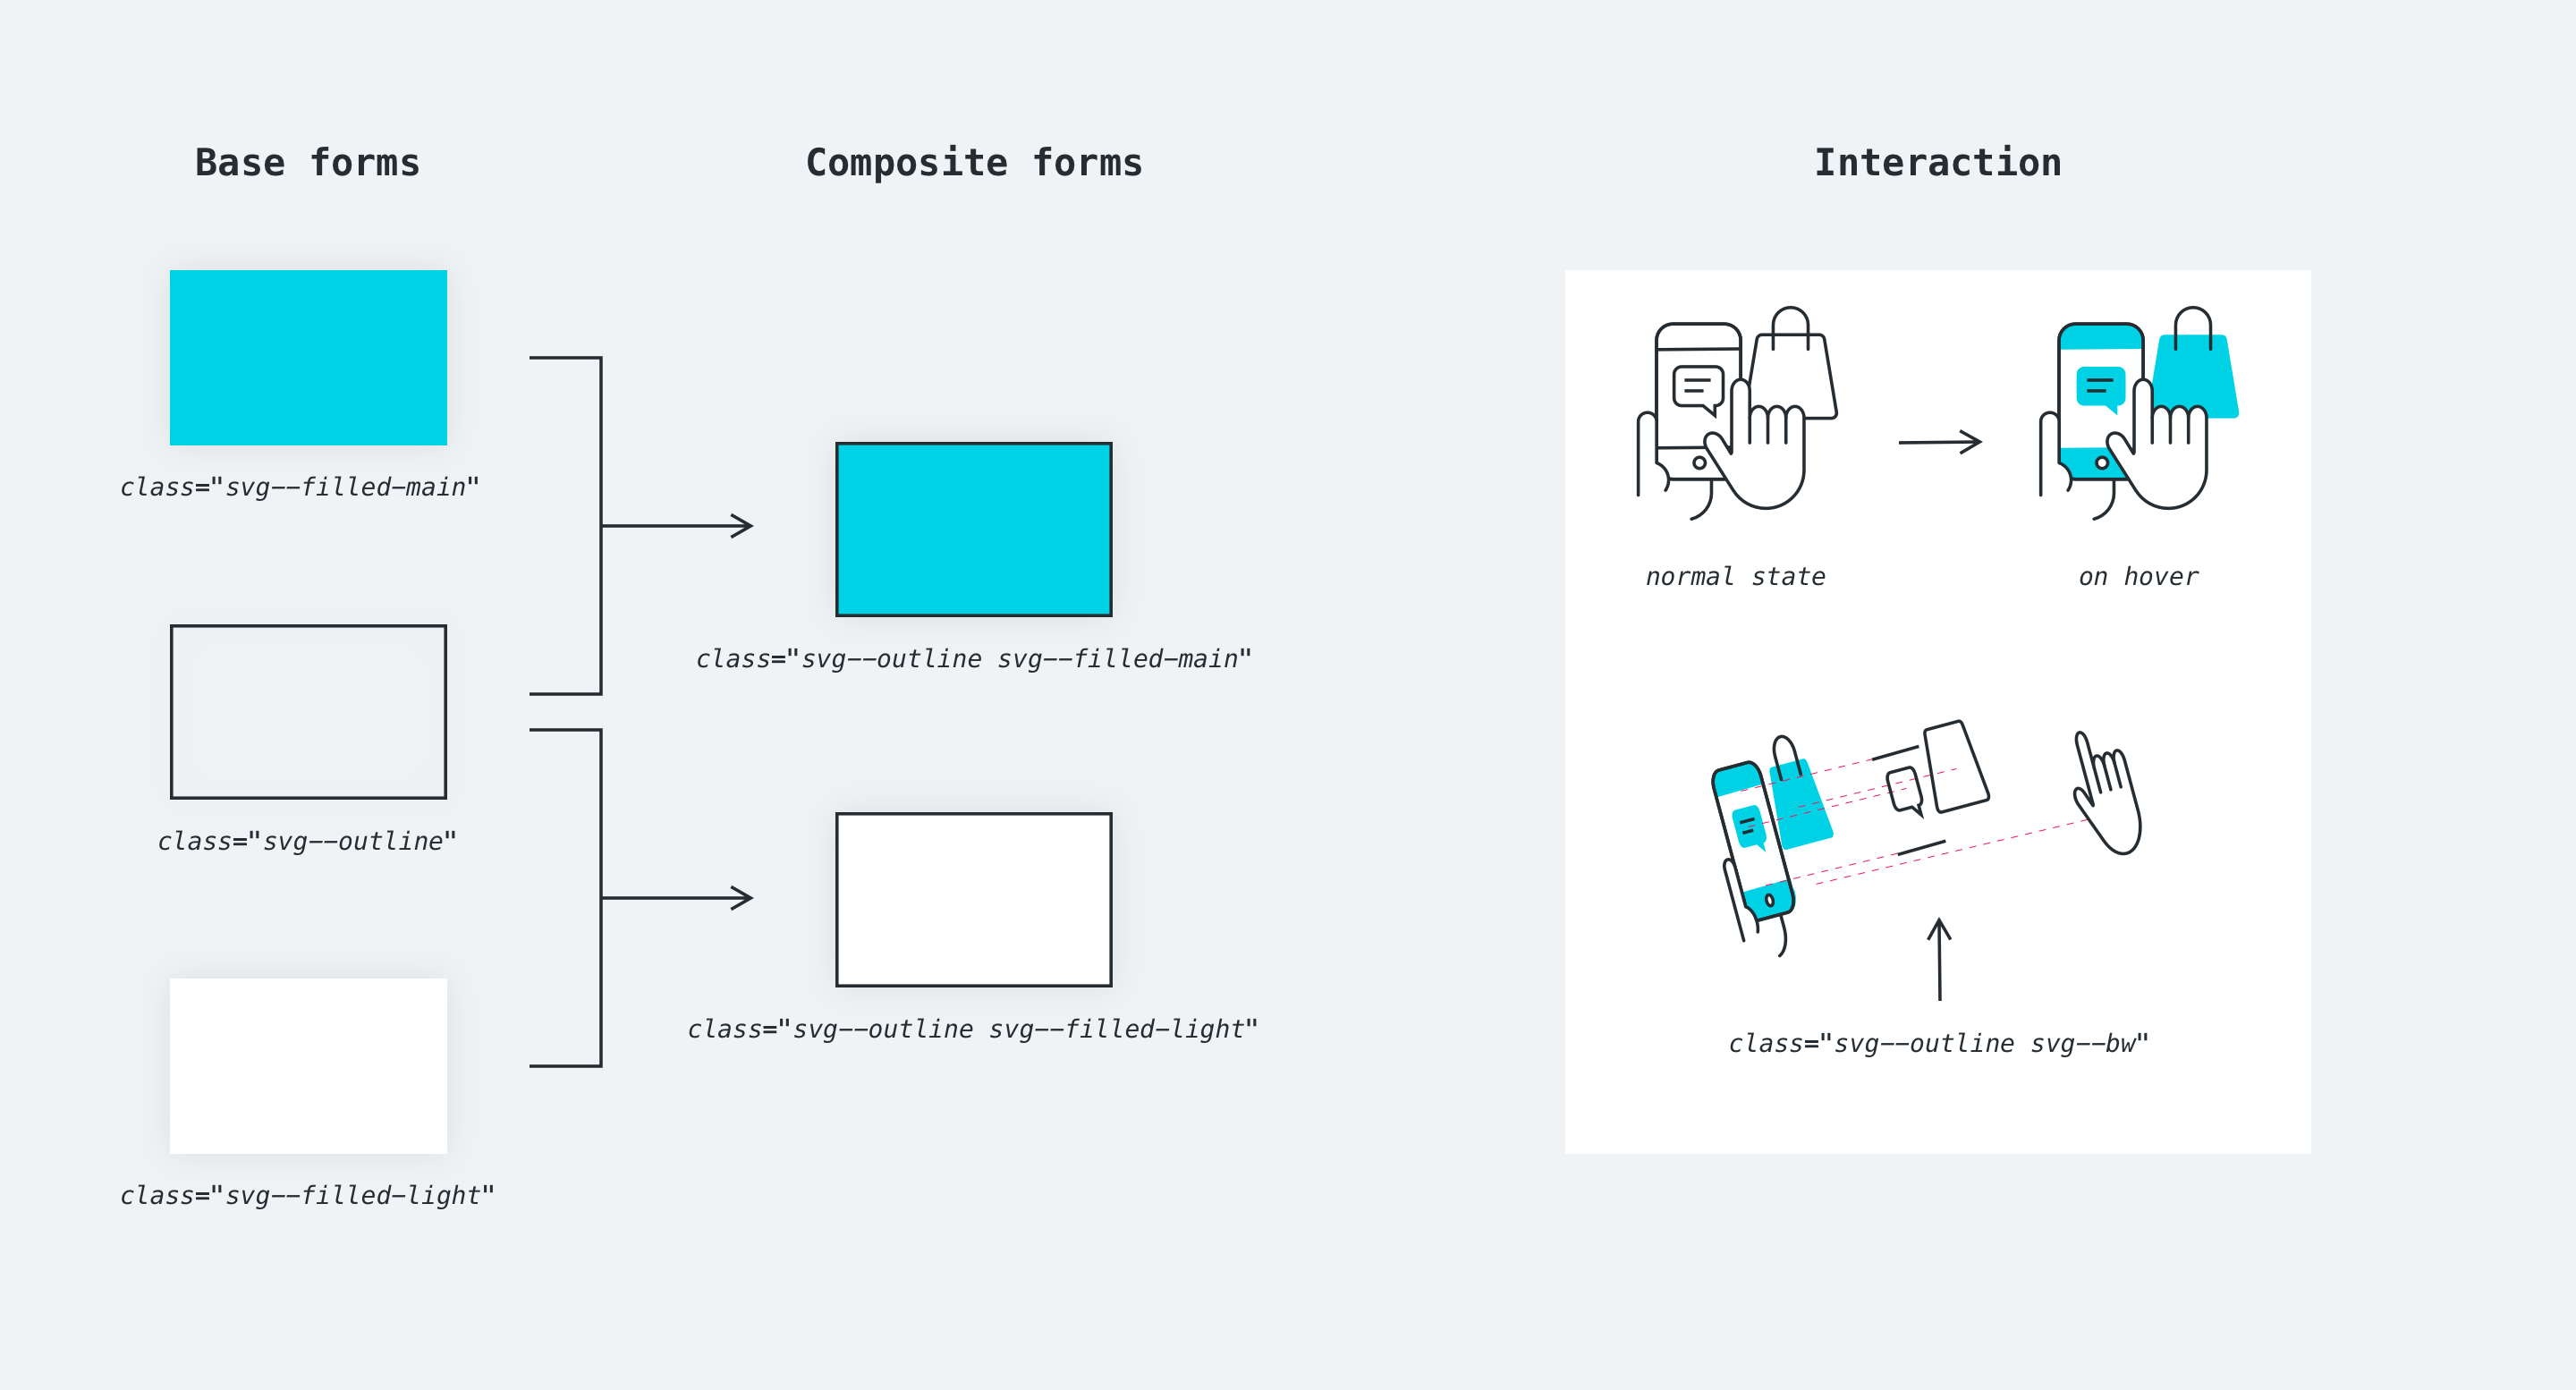 Base forms
Composite forms
Interaction
class="svg--filled-main"
class="svg--outline"
class="svg--filled-light"
class="svg--outline svg--filled-main"
class="svg--outline svg--filled-light"
normal state
on hover
class="svg--outline svg--bw"